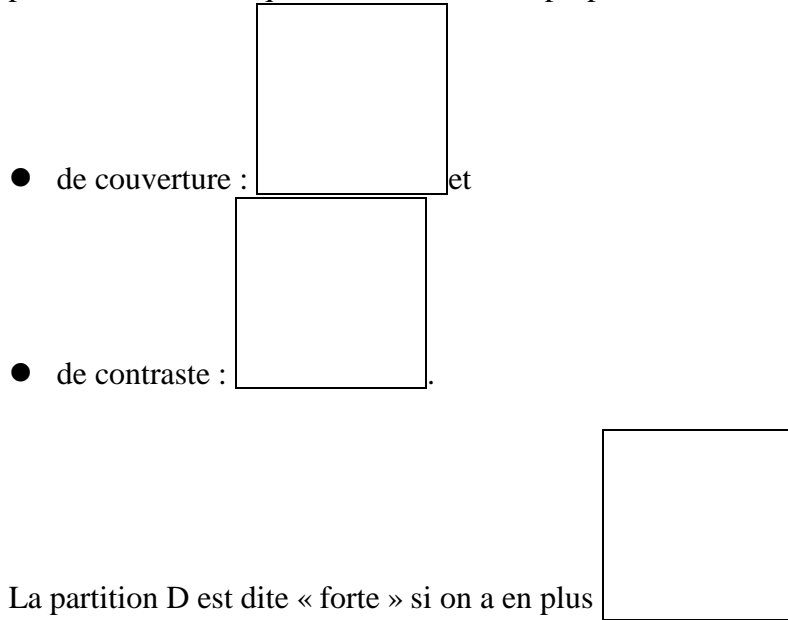 ● de couverture : et
● de contraste : .
La partition D est dite « forte » si on a en plus